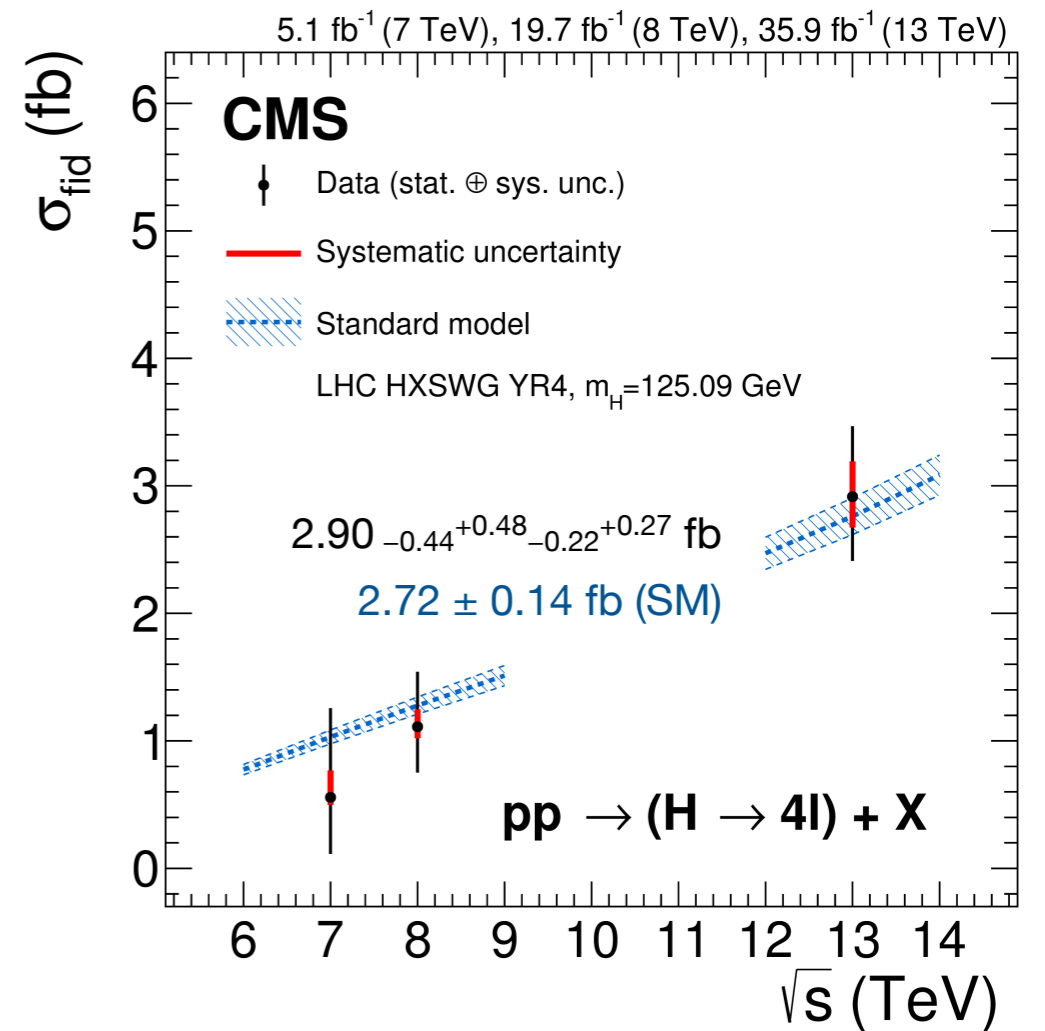 5.1 fb⁻¹ (7 TeV), 19.7 fb⁻¹ (8 TeV), 35.9 fb⁻¹ (13 TeV)
σ_fid (fb)
6
5
4
3
2
1
0
CMS
Data (stat. ⊕ sys. unc.)
Systematic uncertainty
Standard model
LHC HXSWG YR4, m_H=125.09 GeV
2.90 −0.44+0.48−0.22+0.27 fb
2.72 ± 0.14 fb (SM)
pp → (H → 4l) + X
6 7 8 9 10 11 12 13 14
√s (TeV)